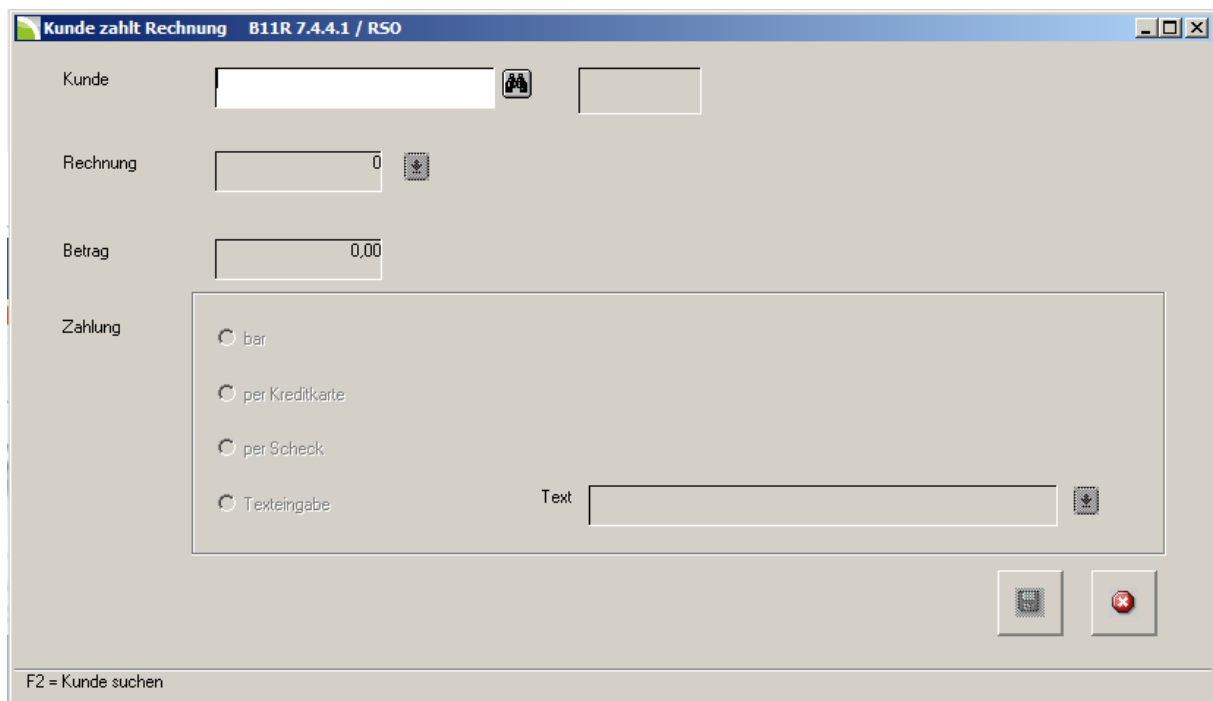 Kunde zahlt Rechnung B11R 7.4.4.1 / RSO
Kunde
Rechnung 0
Betrag 0,00
Zahlung
bar
per Kreditkarte
per Scheck
Texteingabe Text
F2 = Kunde suchen